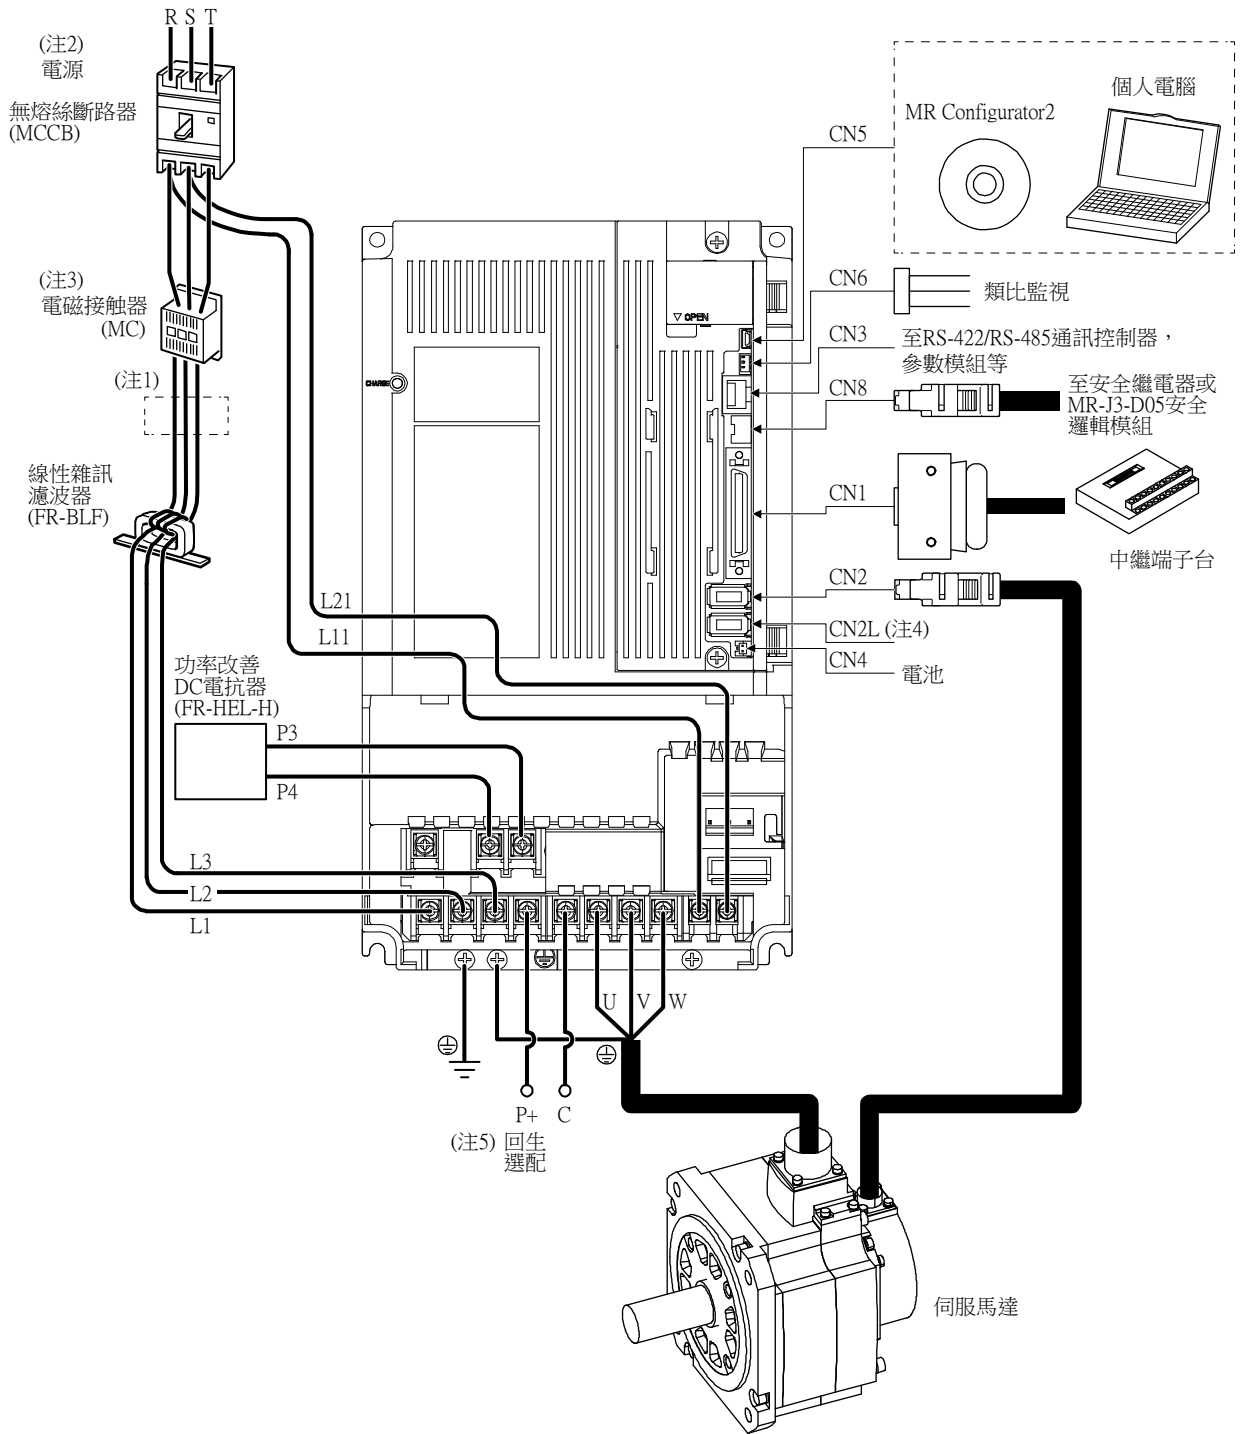 R S T
(注2)
電源
無熔絲斷路器
(MCCB)
(注3)
電磁接触器
(MC)
(注1)
線性雜訊
濾波器
(FR-BLF)
L21
L11
功率改善
DC電抗器
(FR-HEL-H)
P3
P4
L3
L2
L1
OPEN
CHARGE
CN5
MR Configurator2
個人電腦
CN6
類比監視
CN3
至RS-422/RS-485通訊控制器，
參數模組等
CN8
至安全繼電器或
MR-J3-D05安全
邏輯模組
CN1
中繼端子台
CN2
CN2L (注4)
CN4
電池
U V W
P+ C
(注5) 回生
選配
伺服馬達